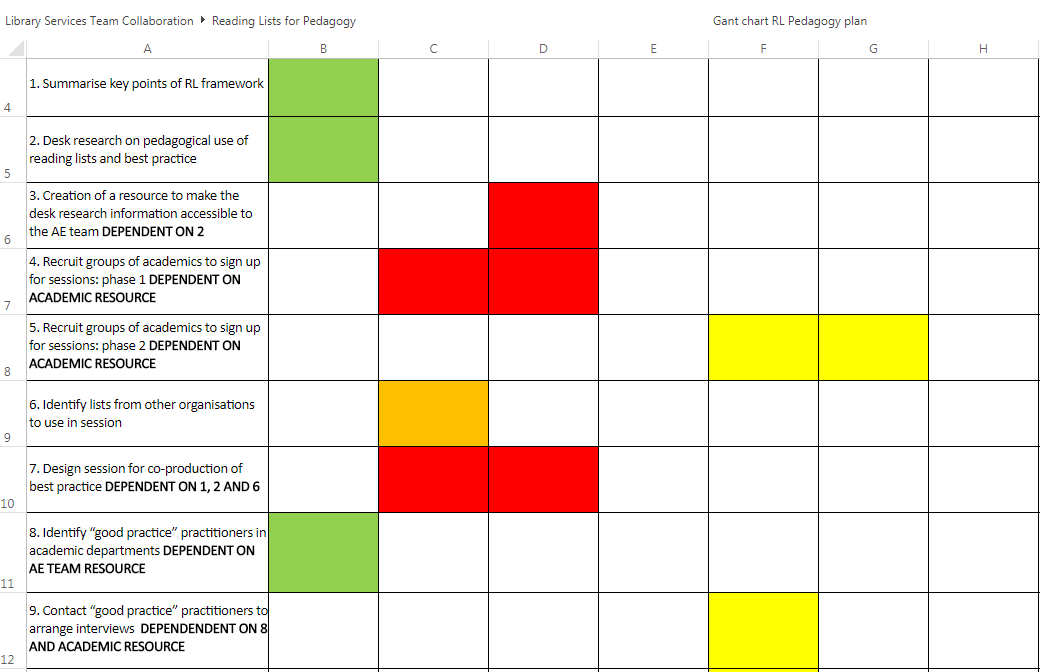 Library Services Team Collaboration ▸ Reading Lists for Pedagogy Gant chart RL Pedagogy plan
A B C D E F G H
4 1. Summarise key points of RL framework
5 2. Desk research on pedagogical use of
reading lists and best practice
6 3. Creation of a resource to make the
desk research information accessible to
the AE team DEPENDENT ON 2
7 4. Recruit groups of academics to sign up
for sessions: phase 1 DEPENDENT ON
ACADEMIC RESOURCE
8 5. Recruit groups of academics to sign up
for sessions: phase 2 DEPENDENT ON
ACADEMIC RESOURCE
9 6. Identify lists from other organisations
to use in session
10 7. Design session for co-production of
best practice DEPENDENT ON 1, 2 AND 6
11 8. Identify “good practice” practitioners in
academic departments DEPENDENT ON
AE TEAM RESOURCE
12 9. Contact “good practice” practitioners to
arrange interviews DEPENDENDENT ON 8
AND ACADEMIC RESOURCE